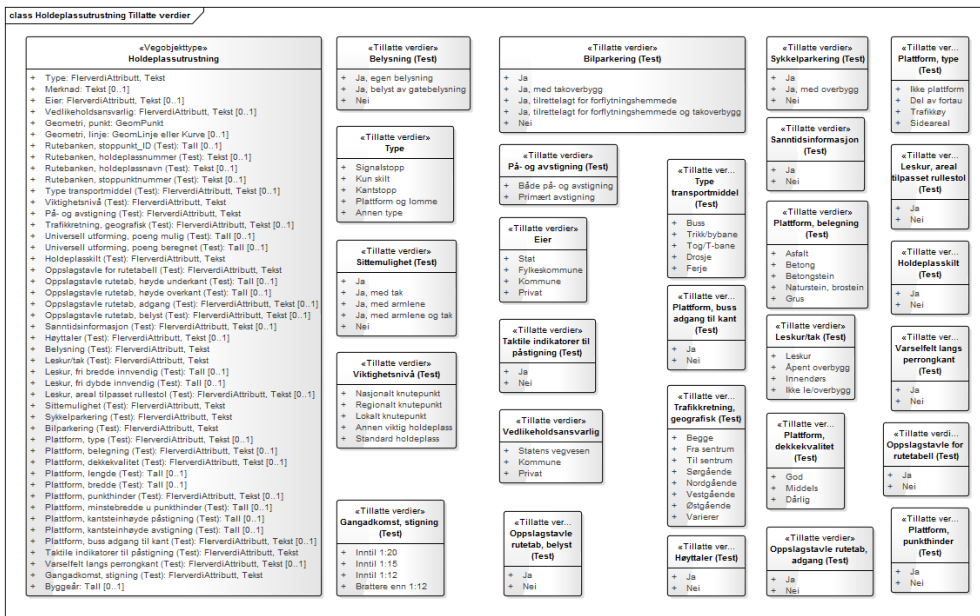 class Holdeplassutrustning Tillatte verdier
«Vegobjekttype»
Holdeplassutrustning
+ Type: FlerverdiAttributt, Tekst
+ Merknad: Tekst [0..1]
+ Eier: FlerverdiAttributt, Tekst [0..1]
+ Vedlikeholdsansvarlig: FlerverdiAttributt, Tekst [0..1]
+ Geometri, punkt: GeomPunkt
+ Geometri, linje: GeomLinje eller Kurve [0..1]
+ Rutebanken, stoppunkt_ID (Test): Tall [0..1]
+ Rutebanken, holdeplassnummer (Test): Tekst [0..1]
+ Rutebanken, holdeplassnavn (Test): Tekst [0..1]
+ Rutebanken, stoppunktnummer (Test): Tekst [0..1]
+ Type transportmiddel (Test): FlerverdiAttributt, Tekst [0..1]
+ Viktighetsnivå (Test): FlerverdiAttributt, Tekst [0..1]
+ På- og avstigning (Test): FlerverdiAttributt, Tekst [0..1]
+ Trafikkretning, geografisk (Test): FlerverdiAttributt, Tekst [0..1]
+ Universell utforming, poeng mulig (Test): Tall [0..1]
+ Universell utforming, poeng beregnet (Test): Tall [0..1]
+ Holdeplasskilt (Test): FlerverdiAttributt, Tekst
+ Oppslagstavle for rutetabell (Test): FlerverdiAttributt, Tekst
+ Oppslagstavle rutetab, høyde underkant (Test): Tall [0..1]
+ Oppslagstavle rutetab, høyde overkant (Test): Tall [0..1]
+ Oppslagstavle rutetab, adgang (Test): FlerverdiAttributt, Tekst [0..1]
+ Oppslagstavle rutetab, belyst (Test): FlerverdiAttributt, Tekst [0..1]
+ Sanntidsinformasjon (Test): FlerverdiAttributt, Tekst [0..1]
+ Høyttaler (Test): FlerverdiAttributt, Tekst [0..1]
+ Belysning (Test): FlerverdiAttributt, Tekst
+ Leskur/tak (Test): FlerverdiAttributt, Tekst
+ Leskur, fri bredde innvendig (Test): Tall [0..1]
+ Leskur, fri dybde innvendig (Test): Tall [0..1]
+ Leskur, areal tilpasset rullestol (Test): FlerverdiAttributt, Tekst [0..1]
+ Sittemulighet (Test): FlerverdiAttributt, Tekst
+ Sykkelparkering (Test): FlerverdiAttributt, Tekst
+ Bilparkering (Test): FlerverdiAttributt, Tekst
+ Plattform, type (Test): FlerverdiAttributt, Tekst [0..1]
+ Plattform, belegning (Test): FlerverdiAttributt, Tekst [0..1]
+ Plattform, dekkekvalitet (Test): FlerverdiAttributt, Tekst [0..1]
+ Plattform, lengde (Test): Tall [0..1]
+ Plattform, bredde (Test): Tall [0..1]
+ Plattform, punkthinder (Test): FlerverdiAttributt, Tekst [0..1]
+ Plattform, minstebredde u punkthinder (Test): Tall [0..1]
+ Plattform, kantsteinhøyde påstigning (Test): Tall [0..1]
+ Plattform, kantsteinhøyde avstigning (Test): Tall [0..1]
+ Plattform, buss adgang til kant (Test): FlerverdiAttributt, Tekst [0..1]
+ Taktile indikatorer til påstigning (Test): FlerverdiAttributt, Tekst
+ Varselfelt langs perrongkant (Test): FlerverdiAttributt, Tekst [0..1]
+ Gangadkomst, stigning (Test): FlerverdiAttributt, Tekst
+ Byggeår: Tall [0..1]
«Tillatte verdier»
Belysning (Test)
+ Ja, egen belysning
+ Ja, belyst av gatebelysning
+ Nei
«Tillatte verdier»
Type
+ Signalstopp
+ Kun skilt
+ Kantstopp
+ Plattform og lomme
+ Annen type
«Tillatte verdier»
Sittemulighet (Test)
+ Ja
+ Ja, med tak
+ Ja, med armlene
+ Ja, med armlene og tak
+ Nei
«Tillatte verdier»
Viktighetsnivå (Test)
+ Nasjonalt knutepunkt
+ Regionalt knutepunkt
+ Lokalt knutepunkt
+ Annen viktig holdeplass
+ Standard holdeplass
«Tillatte verdier»
Gangadkomst, stigning
(Test)
+ Inntil 1:20
+ Inntil 1:15
+ Inntil 1:12
+ Brattere enn 1:12
«Tillatte verdier»
Bilparkering (Test)
+ Ja
+ Ja, med takoverbygg
+ Ja, tilrettelagt for forflytningshemmede
+ Ja, tilrettelagt for forflytningshemmede og takoverbygg
+ Nei
«Tillatte verdier»
På- og avstigning (Test)
+ Både på- og avstigning
+ Primært avstigning
«Tillatte verdier»
Eier
+ Stat
+ Fylkeskommune
+ Kommune
+ Privat
«Tillatte verdier»
Taktile indikatorer til
påstigning (Test)
+ Ja
+ Nei
«Tillatte verdier»
Vedlikeholdsansvarlig
+ Statens vegvesen
+ Kommune
+ Privat
«Tillatte ver...
Oppslagstavle
rutetab, belyst
(Test)
+ Ja
+ Nei
«Tillatte ver...
Type
transportmiddel
(Test)
+ Buss
+ Trikk/bybane
+ Tog/T-bane
+ Drosje
+ Ferje
«Tillatte ver...
Plattform, buss
adgang til kant
(Test)
+ Ja
+ Nei
«Tillatte ver...
Trafikkretning,
geografisk (Test)
+ Begge
+ Fra sentrum
+ Til sentrum
+ Sørgående
+ Nordgående
+ Vestgående
+ Østgående
+ Varierer
«Tillatte ver...
Høyttaler (Test)
+ Ja
+ Nei
«Tillatte verdier»
Sykkelparkering (Test)
+ Ja
+ Ja, med overbygg
+ Nei
«Tillatte verdier»
Sanntidsinformasjon
(Test)
+ Ja
+ Nei
«Tillatte verdier»
Plattform, belegning
(Test)
+ Asfalt
+ Betong
+ Betongstein
+ Naturstein, brostein
+ Grus
«Tillatte verdier»
Leskur/tak (Test)
+ Leskur
+ Åpent overbygg
+ Innendørs
+ Ikke le/overbygg
«Tillatte ver...
Plattform,
dekkekvalitet
(Test)
+ God
+ Middels
+ Dårlig
«Tillatte verdier»
Oppslagstavle rutetab,
adgang (Test)
+ Ja
+ Nei
«Tillatte ver...
Plattform, type
(Test)
+ Ikke plattform
+ Del av fortau
+ Trafikkøy
+ Sideareal
«Tillatte verdier»
Leskur, areal
tilpasset rullestol
(Test)
+ Ja
+ Nei
«Tillatte ver...
Holdeplasskilt
(Test)
+ Ja
+ Nei
«Tillatte ver...
Varselfelt langs
perrongkant
(Test)
+ Ja
+ Nei
«Tillatte verdi...
Oppslagstavle for
rutetabell (Test)
+ Ja
+ Nei
«Tillatte ver...
Plattform,
punkthinder
(Test)
+ Ja
+ Nei